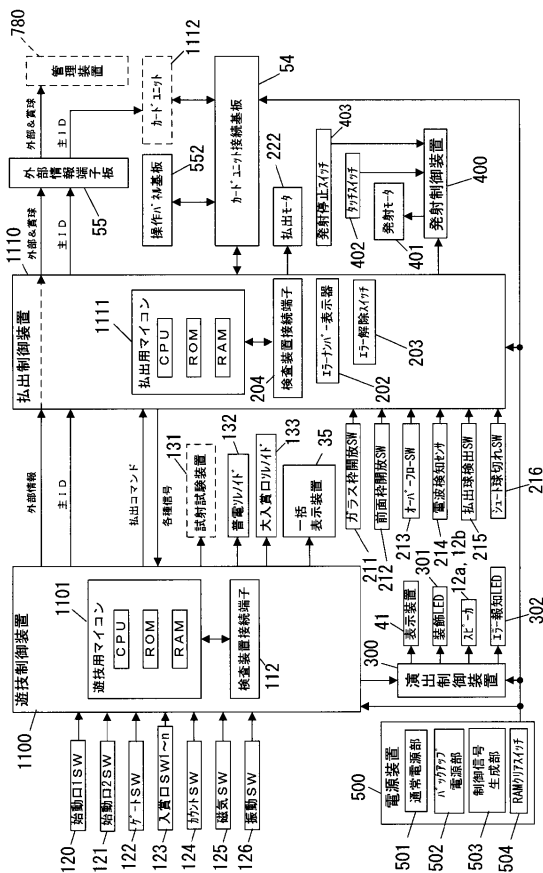 1100
遊技制御装置
1101
遊技用マイコン
CPU
ROM
RAM
検査装置接続端子
112
120
始動口1SW
121
始動口2SW
122
ゲートSW
123
入賞口SW1～n
124
カウントSW
125
磁気SW
126
振動SW
外部情報
主ID
払出コマンド
各種信号
131
試射試験装置
132
普電ソレノイド
133
大入賞口ソレノイド
35
一括
表示装置
1110
払出制御装置
1111
払出用マイコン
CPU
ROM
RAM
204
検査装置接続端子
エラーナンバー表示器
202
エラー解除スイッチ
203
外部&賞球
主ID
外部情報端子板
55
外部&賞球
主ID
780
管理装置
1112
カードユニット
操作パネル基板
552
カードユニット接続基板
54
払出モータ
222
発射停止スイッチ
403
タッチスイッチ
402
発射モータ
401
発射制御装置
400
211
ガラス枠開放SW
212
前面枠開放SW
213
オーバーフローSW
214
電波検知センサ
215
払出球検出SW
216
シュート球切れSW
300
演出制御装置
41
表示装置
301
装飾LED
12a, 12b
スピーカ
302
エラー報知LED
500
電源装置
501
通常電源部
502
バックアップ
電源部
503
制御信号
生成部
504
RAMクリアスイッチ